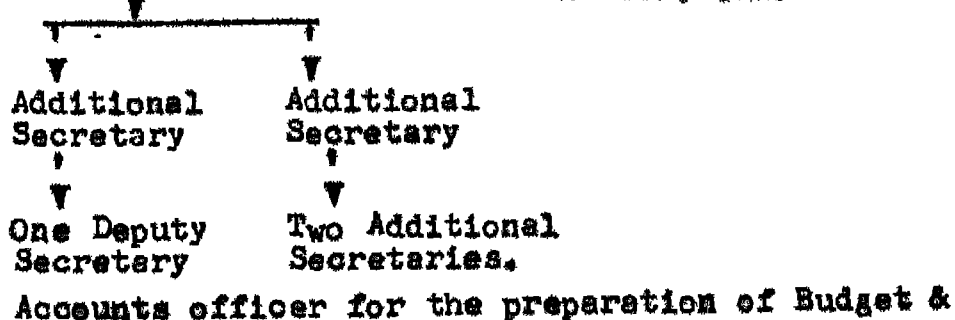 Additional Additional
Secretary Secretary
One Deputy Two Additional
Secretary Secretaries.
Accounts officer for the preparation of Budget &